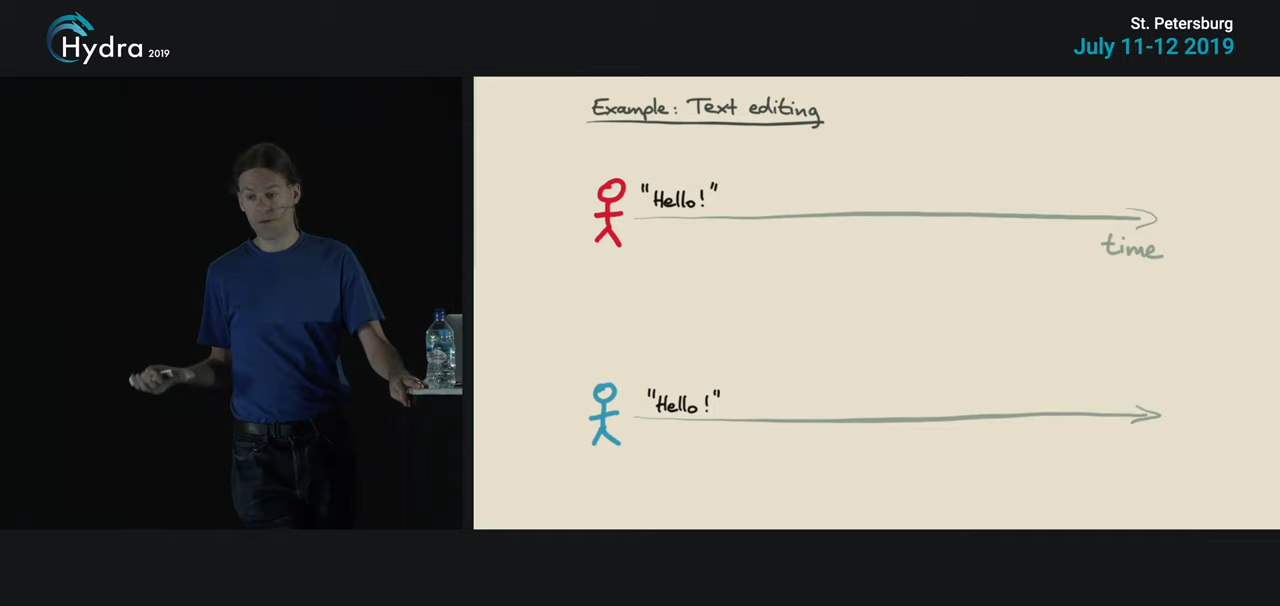 Hydra 2019
St. Petersburg
July 11-12 2019
Example: Text editing
"Hello!"
time
"Hello!"